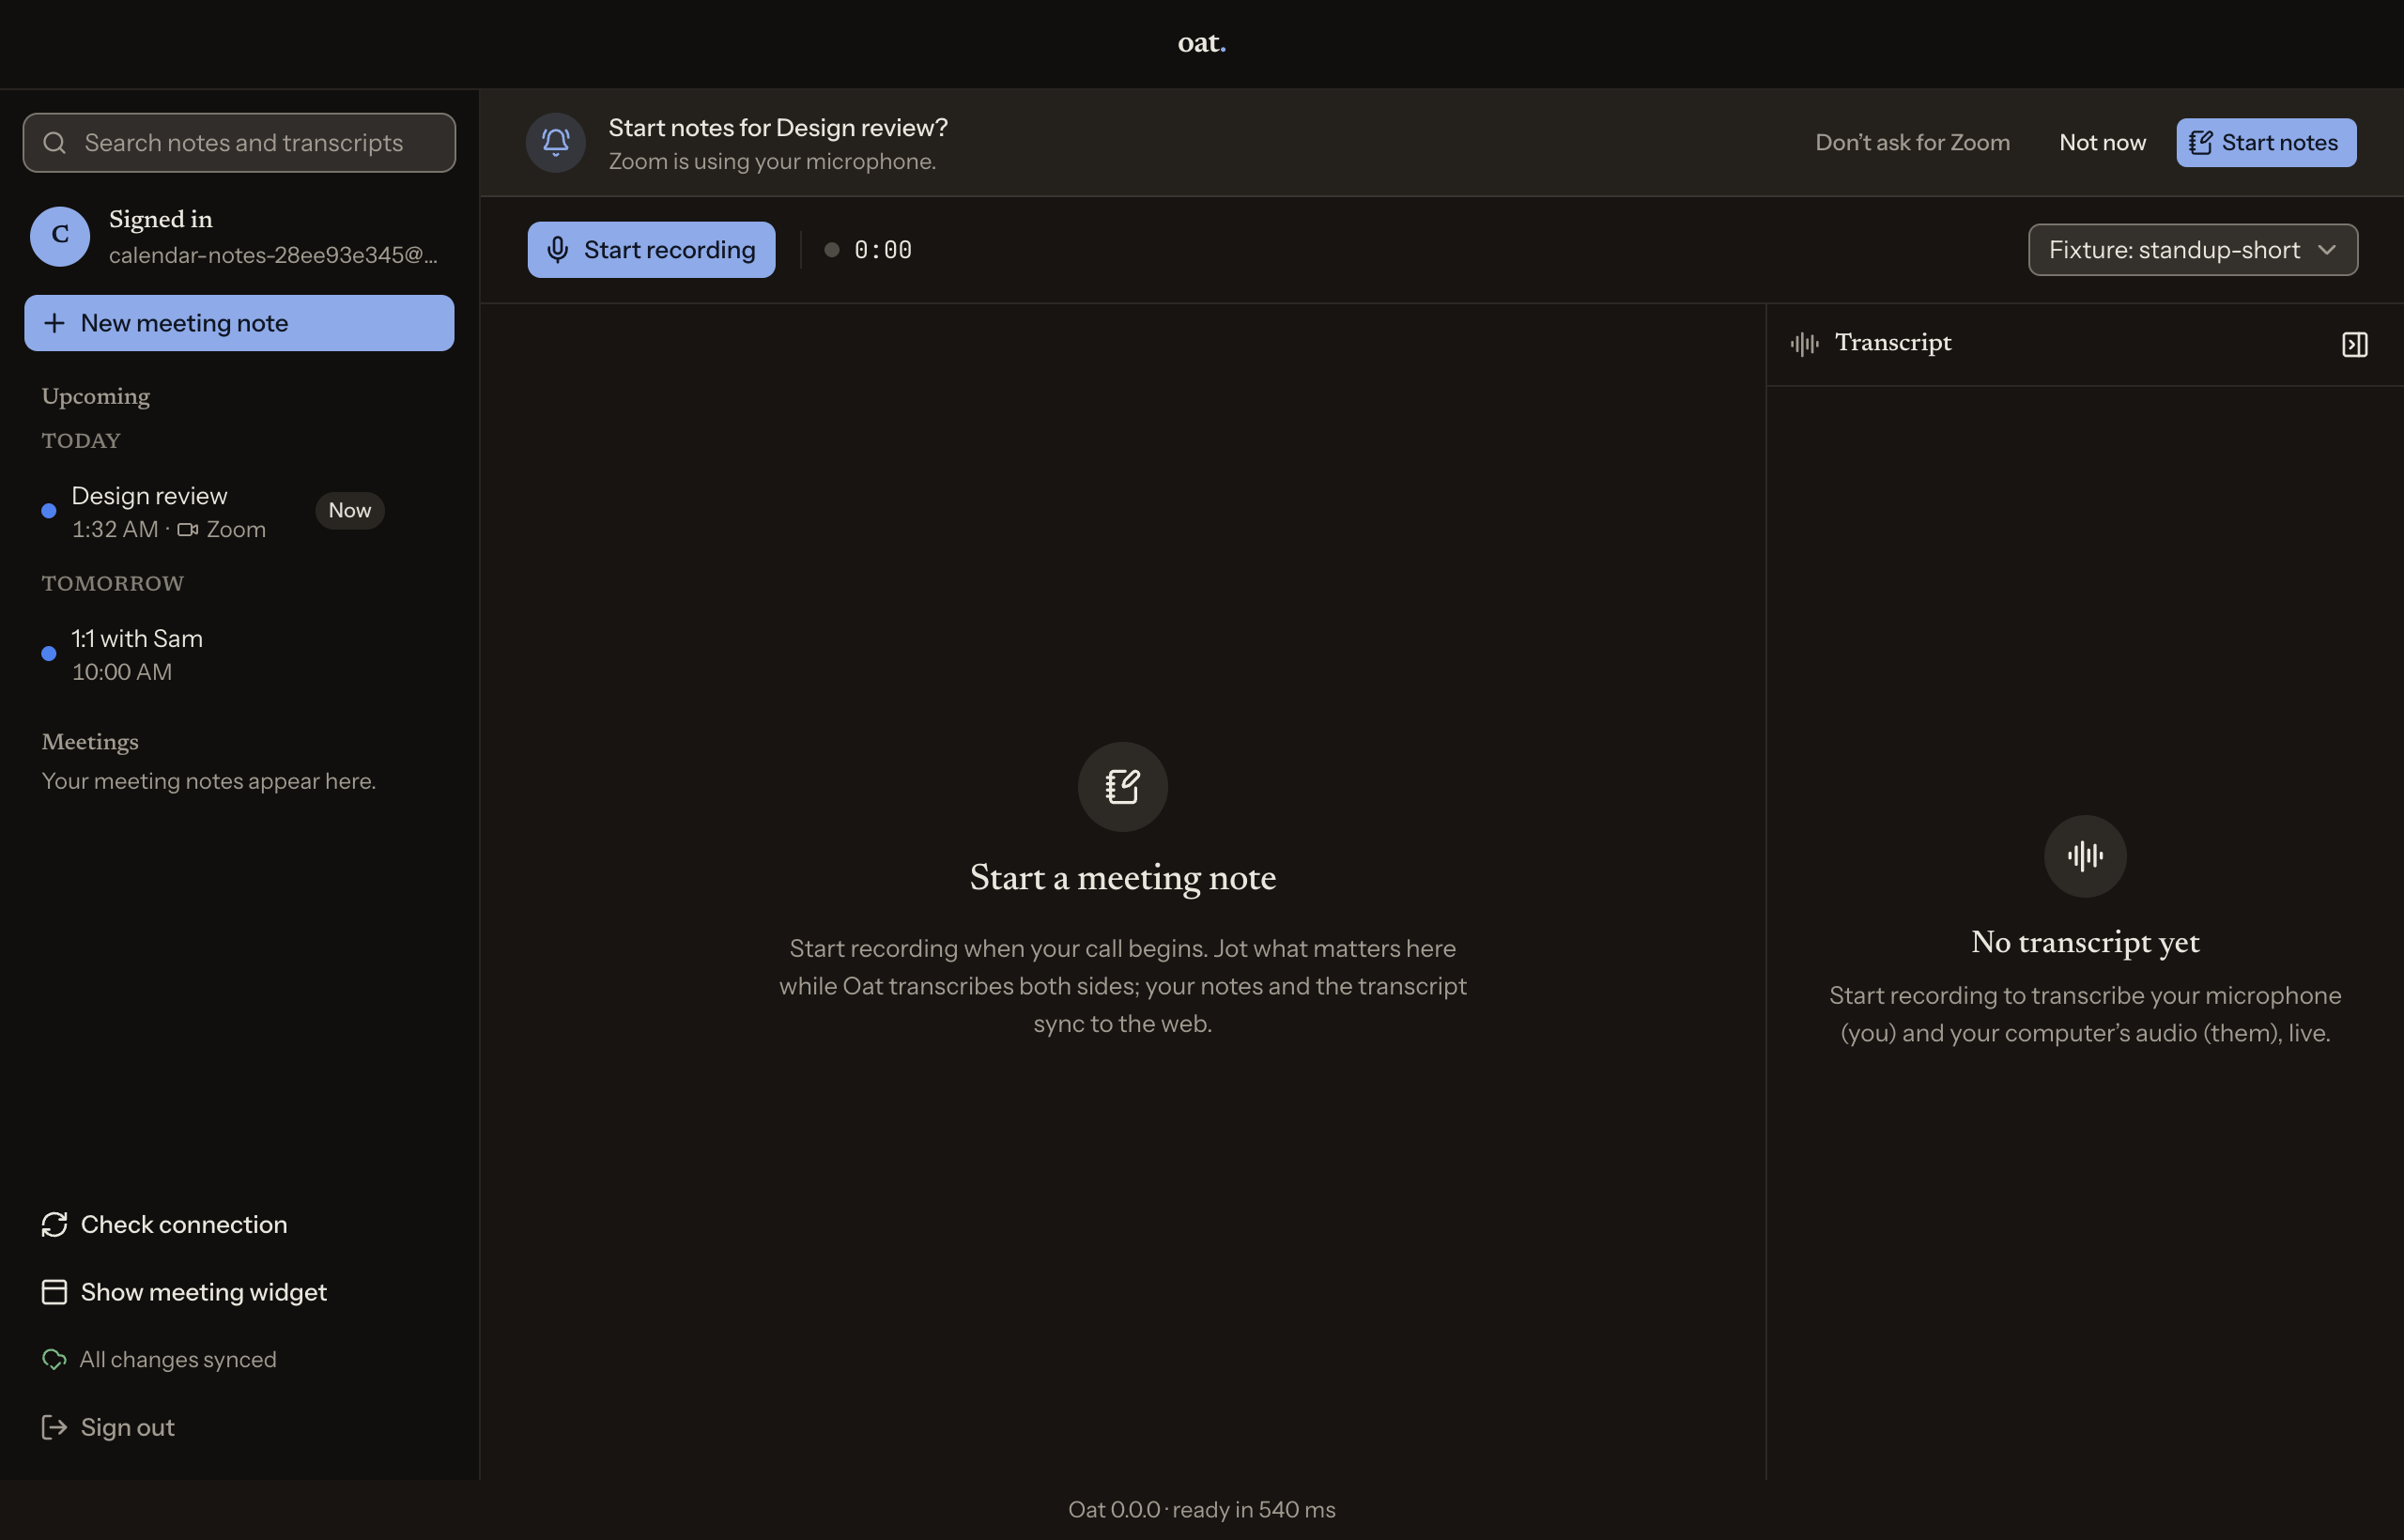 oat.
Search notes and transcripts
Signed in
C
calendar-notes-28ee93e345@...
New meeting note
Upcoming
TODAY
Design review
1:32 AM · Zoom
Now
TOMORROW
1:1 with Sam
10:00 AM
Meetings
Your meeting notes appear here.
Check connection
Show meeting widget
All changes synced
Sign out
Start notes for Design review?
Zoom is using your microphone.
Don’t ask for Zoom
Not now
Start notes
Start recording
0:00
Fixture: standup-short
Start a meeting note
Start recording when your call begins. Jot what matters here
while Oat transcribes both sides; your notes and the transcript
sync to the web.
Transcript
No transcript yet
Start recording to transcribe your microphone
(you) and your computer’s audio (them), live.
Oat 0.0.0 · ready in 540 ms